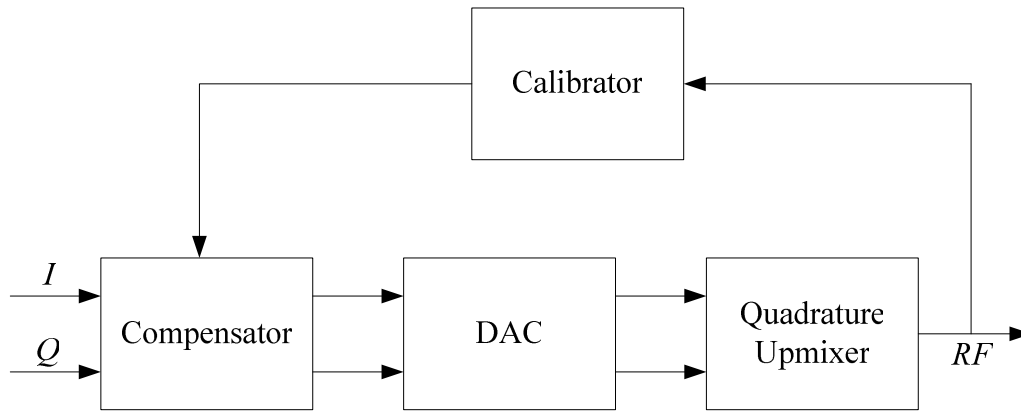 Calibrator
I
Q
Compensator
DAC
Quadrature
Upmixer
RF